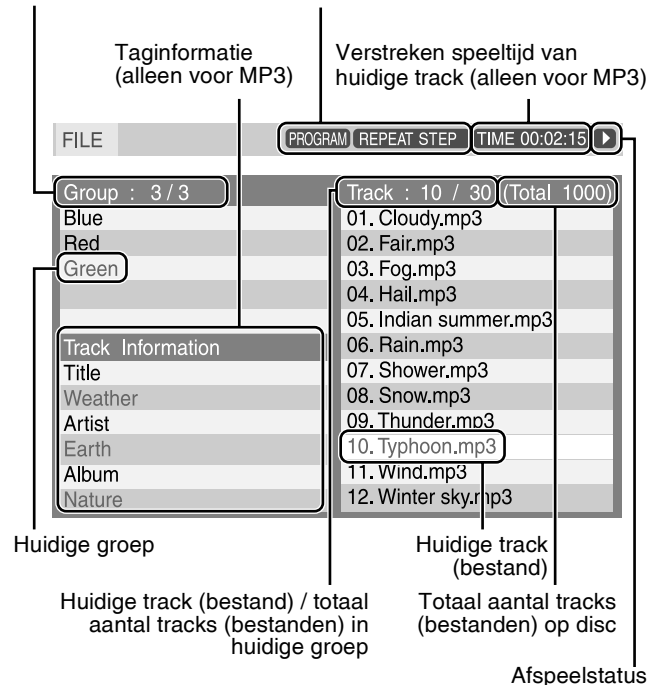 Taginformatie
(alleen voor MP3)
Verstreken speeltijd van
huidige track (alleen voor MP3)
FILE
PROGRAM REPEAT STEP TIME 00:02:15
Group : 3 / 3
Blue
Red
Green
Track Information
Title
Weather
Artist
Earth
Album
Nature
Track : 10 / 30 (Total 1000)
01. Cloudy.mp3
02. Fair.mp3
03. Fog.mp3
04. Hail.mp3
05. Indian summer.mp3
06. Rain.mp3
07. Shower.mp3
08. Snow.mp3
09. Thunder.mp3
10. Typhoon.mp3
11. Wind.mp3
12. Winter sky.mp3
Huidige groep
Huidige track
(bestand)
Huidige track (bestand) / totaal
aantal tracks (bestanden) in
huidige groep
Totaal aantal tracks
(bestanden) op disc
Afspeelstatus